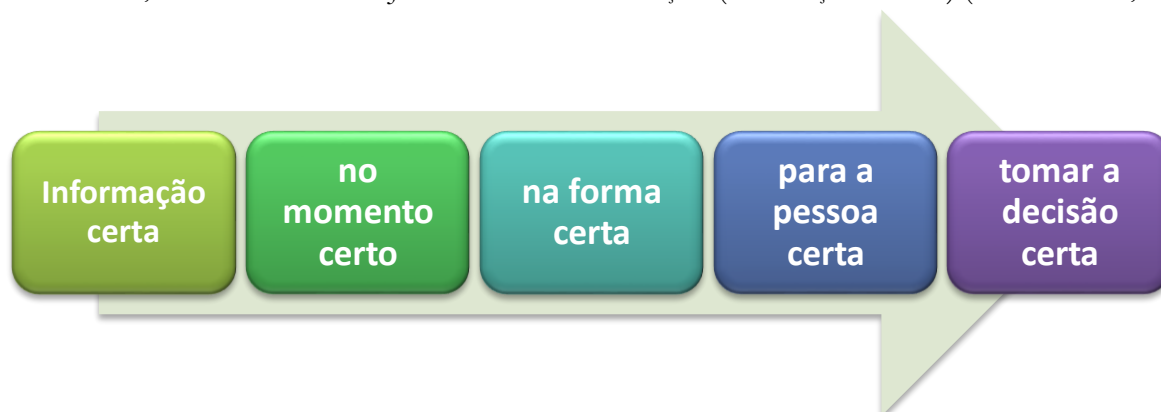 Informação
certa
no
momento
certo
na forma
certa
para a
pessoa
certa
tomar a
decisão
certa